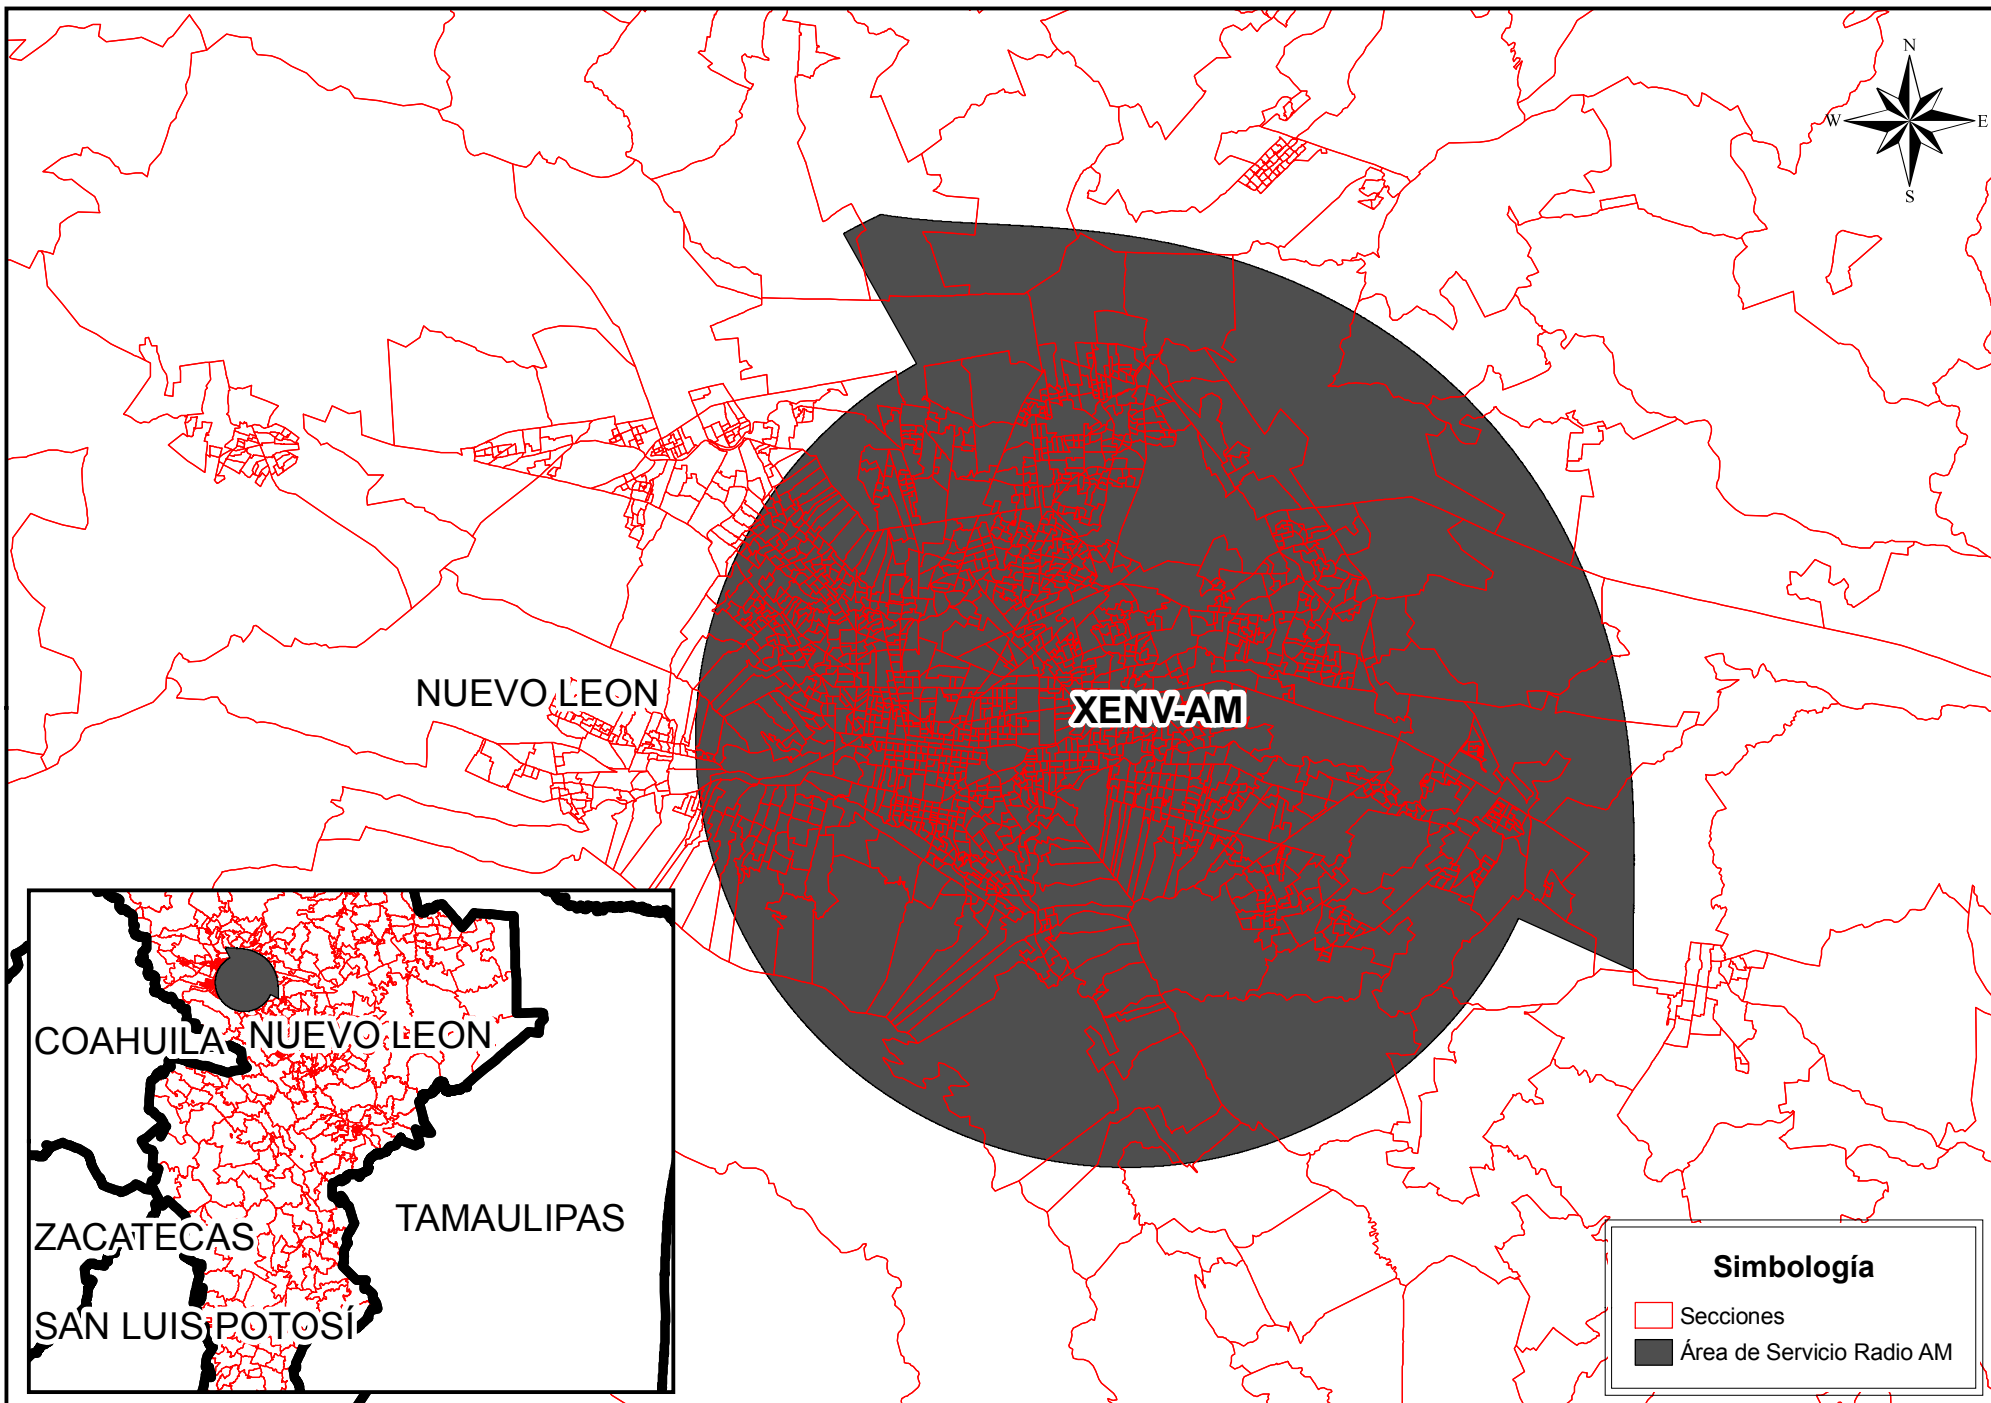 N
W E
S
NUEVO LEON
XENV-AM
COAHUILA
NUEVO LEON
ZACATECAS
TAMAULIPAS
SAN LUIS POTOSÍ
Simbología
Secciones
Área de Servicio Radio AM